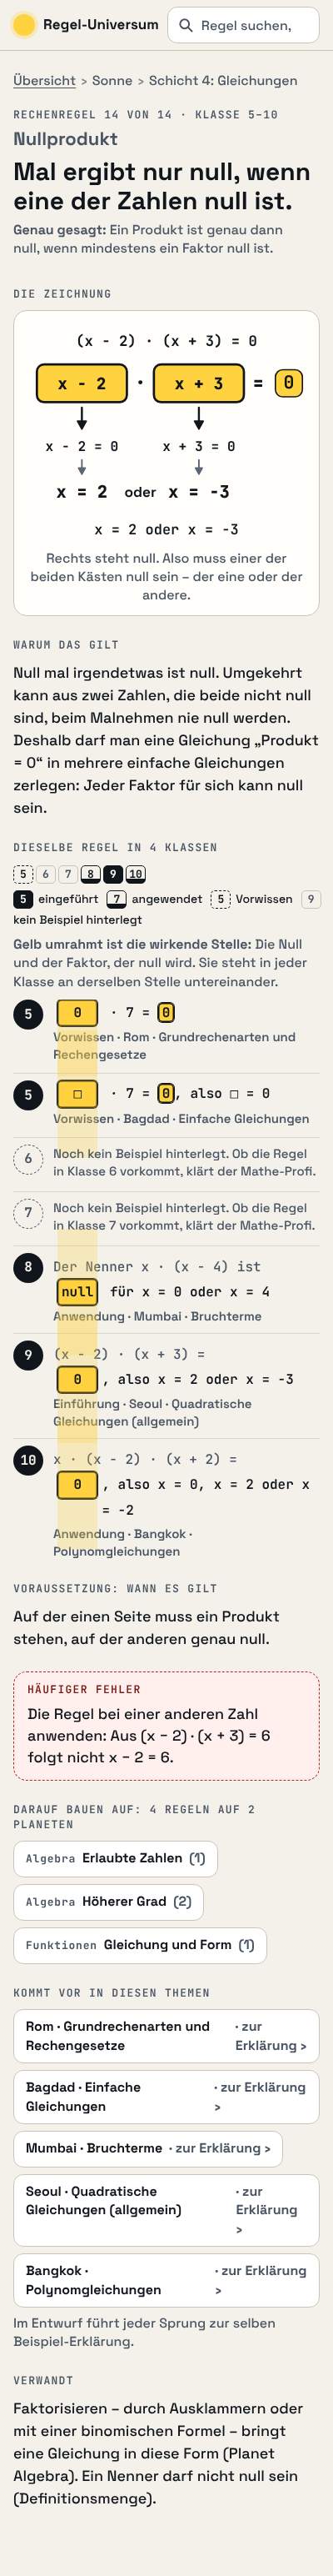 Regel-Universum
Regel suchen,
Übersicht > Sonne > Schicht 4: Gleichungen
RECHENREGEL 14 VON 14 · KLASSE 5–10
Nullprodukt
Mal ergibt nur null, wenn
eine der Zahlen null ist.
Genau gesagt: Ein Produkt ist genau dann
null, wenn mindestens ein Faktor null ist.
DIE ZEICHNUNG
(x - 2) · (x + 3) = 0
x - 2 · x + 3 = 0
x - 2 = 0 x + 3 = 0
x = 2 oder x = -3
x = 2 oder x = -3
Rechts steht null. Also muss einer der
beiden Kästen null sein – der eine oder der
andere.
WARUM DAS GILT
Null mal irgendetwas ist null. Umgekehrt
kann aus zwei Zahlen, die beide nicht null
sind, beim Malnehmen nie null werden.
Deshalb darf man eine Gleichung „Produkt
= 0“ in mehrere einfache Gleichungen
zerlegen: Jeder Faktor für sich kann null
sein.
DIESELBE REGEL IN 4 KLASSEN
5 6 7 8 9 10
5 eingeführt 7 angewendet 5 Vorwissen 9
kein Beispiel hinterlegt
Gelb umrahmt ist die wirkende Stelle: Die Null
und der Faktor, der null wird. Sie steht in jeder
Klasse an derselben Stelle untereinander.
5 0 · 7 = 0
Vorwissen · Rom · Grundrechenarten und
Rechengesetze
5 □ · 7 = 0, also □ = 0
Vorwissen · Bagdad · Einfache Gleichungen
6 Noch kein Beispiel hinterlegt. Ob die Regel
in Klasse 6 vorkommt, klärt der Mathe-Profi.
7 Noch kein Beispiel hinterlegt. Ob die Regel
in Klasse 7 vorkommt, klärt der Mathe-Profi.
8 Der Nenner x · (x - 4) ist
null für x = 0 oder x = 4
Anwendung · Mumbai · Bruchterme
9 (x - 2) · (x + 3) =
0 , also x = 2 oder x = -3
Einführung · Seoul · Quadratische
Gleichungen (allgemein)
10 x · (x - 2) · (x + 2) =
0 , also x = 0, x = 2 oder x
= -2
Anwendung · Bangkok ·
Polynomgleichungen
VORAUSSETZUNG: WANN ES GILT
Auf der einen Seite muss ein Produkt
stehen, auf der anderen genau null.
HÄUFIGER FEHLER
Die Regel bei einer anderen Zahl
anwenden: Aus (x − 2) · (x + 3) = 6
folgt nicht x − 2 = 6.
DARAUF BAUEN AUF: 4 REGELN AUF 2
PLANETEN
Algebra Erlaubte Zahlen (1)
Algebra Höherer Grad (2)
Funktionen Gleichung und Form (1)
KOMMT VOR IN DIESEN THEMEN
Rom · Grundrechenarten und · zur
Rechengesetze Erklärung >
Bagdad · Einfache · zur Erklärung
Gleichungen >
Mumbai · Bruchterme · zur Erklärung >
Seoul · Quadratische · zur
Gleichungen (allgemein) Erklärung
>
Bangkok · · zur Erklärung
Polynomgleichungen >
Im Entwurf führt jeder Sprung zur selben
Beispiel-Erklärung.
VERWANDT
Faktorisieren – durch Ausklammern oder
mit einer binomischen Formel – bringt
eine Gleichung in diese Form (Planet
Algebra). Ein Nenner darf nicht null sein
(Definitionsmenge).